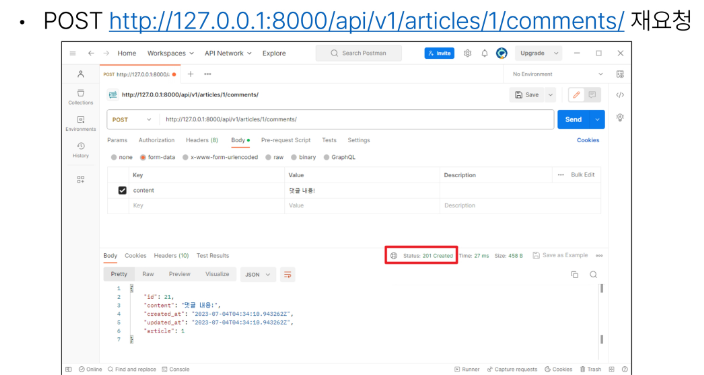 • POST http://127.0.0.1:8000/api/v1/articles/1/comments/ 재요청
Home Workspaces API Network Explore Search Postman Invite Upgrade
POST http://127.0.0.1:8000/ No Environment
http://127.0.0.1:8000/api/v1/articles/1/comments/ Save
Collections
POST http://127.0.0.1:8000/api/v1/articles/1/comments/ Send
Environments
Params Authorization Headers (8) Body Pre-request Script Tests Settings Cookies
History
none form-data x-www-form-urlencoded raw binary GraphQL
Key Value Description Bulk Edit
content 댓글 내용!
Key Value Description
Body Cookies Headers (10) Test Results Status: 201 Created Time: 27 ms Size: 458 B Save as Example
Pretty Raw Preview Visualize JSON
1 {
2 "id": 21,
3 "content": "댓글 내용!",
4 "created_at": "2023-07-04T04:34:10.943262Z",
5 "updated_at": "2023-07-04T04:34:10.943262Z",
6 "article": 1
7 }
Online Find and replace Console Runner Capture requests Cookies Trash